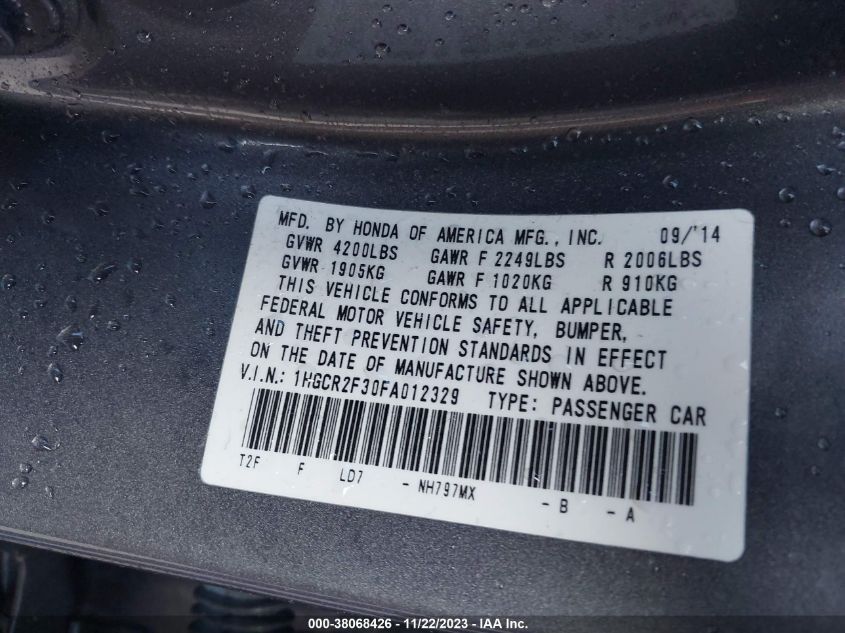 MFD. BY HONDA OF AMERICA MFG., INC. 09/'14
GVWR 4200LBS GAWR F 2249LBS R 2006LBS
GVWR 1905KG GAWR F 1020KG R 910KG
THIS VEHICLE CONFORMS TO ALL APPLICABLE
FEDERAL MOTOR VEHICLE SAFETY, BUMPER,
AND THEFT PREVENTION STANDARDS IN EFFECT
ON THE DATE OF MANUFACTURE SHOWN ABOVE.
V.I.N.: 1HGCR2F30FA012329 TYPE: PASSENGER CAR
T2F F LD7 - NH797MX - B - A
000-38068426 - 11/22/2023 - IAA Inc.